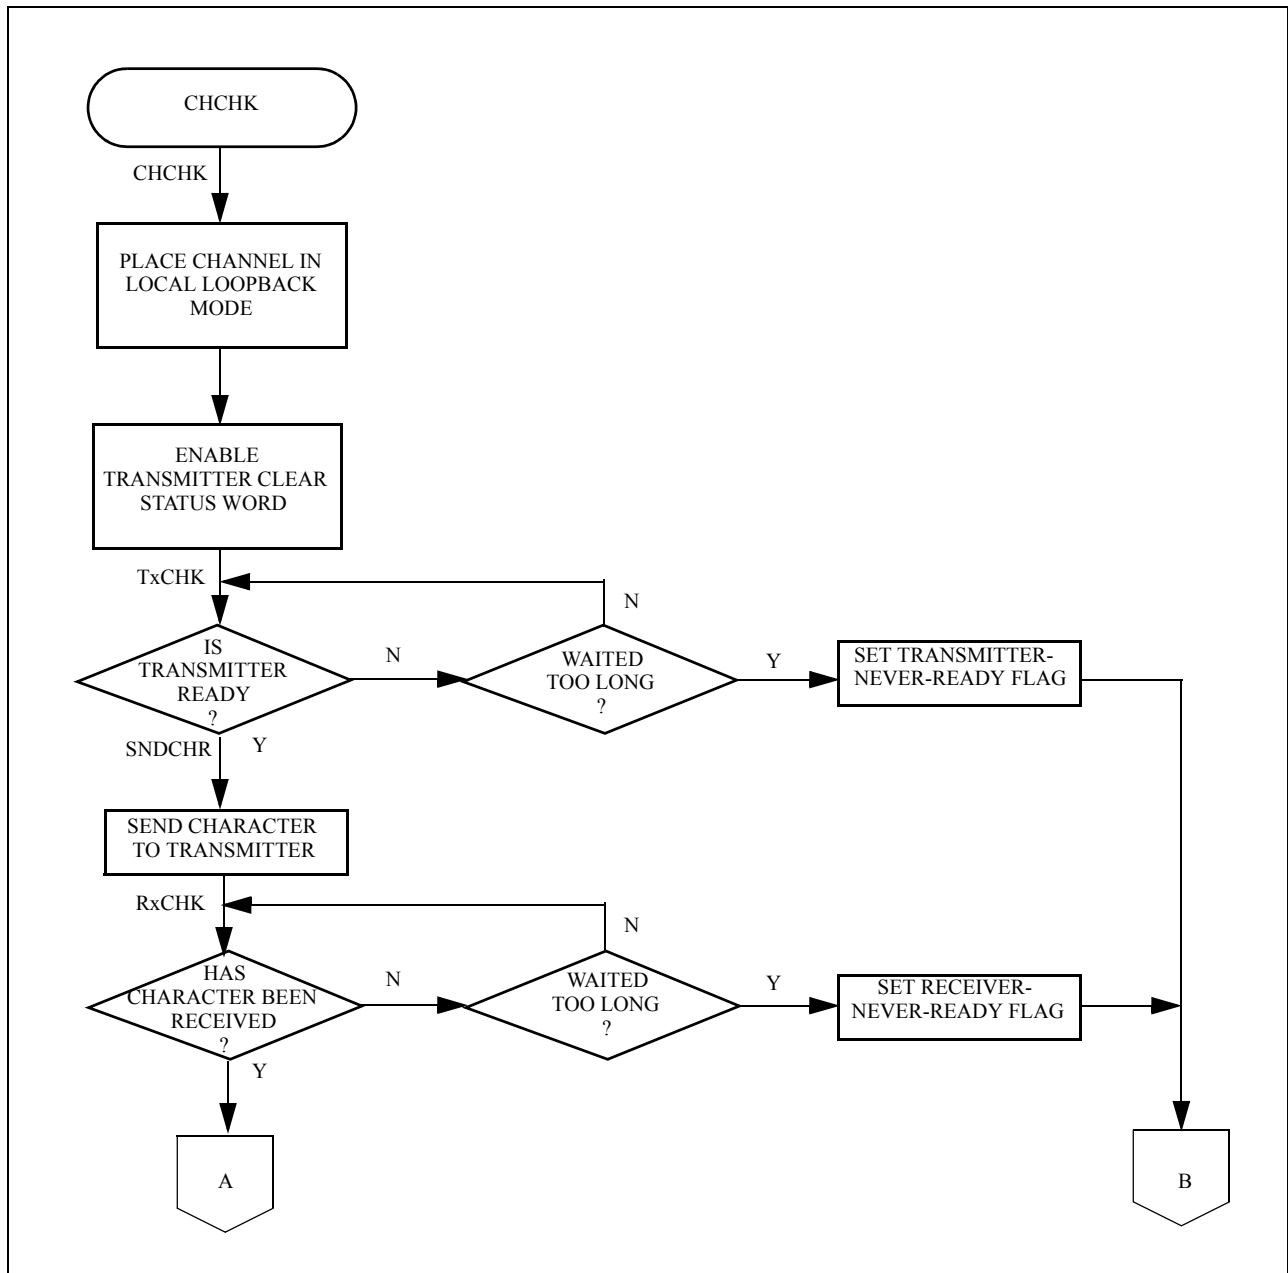 CHCHK
CHCHK
PLACE CHANNEL IN
LOCAL LOOPBACK
MODE
ENABLE
TRANSMITTER CLEAR
STATUS WORD
TxCHK
N
IS
TRANSMITTER
READY
?
N
WAITED
TOO LONG
?
Y
SET TRANSMITTER-
NEVER-READY FLAG
SNDCHR
Y
SEND CHARACTER
TO TRANSMITTER
RxCHK
N
HAS
CHARACTER BEEN
RECEIVED
?
N
WAITED
TOO LONG
?
Y
SET RECEIVER-
NEVER-READY FLAG
Y
A
B